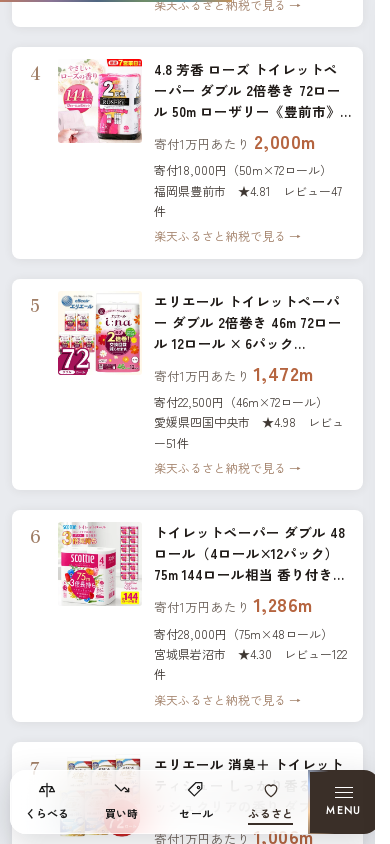 楽天ふるさと納税で見る →
4
4.8 芳香 ローズ トイレットペ
ーパー ダブル 2倍巻き 72ロー
ル 50m ローザリー《豊前市》...
寄付1万円あたり 2,000m
寄付18,000円（50m×72ロール）
福岡県豊前市 ★4.81 レビュー47
件
楽天ふるさと納税で見る →
5
エリエール トイレットペーパ
ー ダブル 2倍巻き 46m 72ロー
ル 12ロール × 6パック...
寄付1万円あたり 1,472m
寄付22,500円（46m×72ロール）
愛媛県四国中央市 ★4.98 レビュ
ー51件
楽天ふるさと納税で見る →
6
トイレットペーパー ダブル 48
ロール（4ロール×12パック）
75m 144ロール相当 香り付き...
寄付1万円あたり 1,286m
寄付28,000円（75m×48ロール）
宮城県岩沼市 ★4.30 レビュー122
件
楽天ふるさと納税で見る →
7
エリエール 消臭＋ トイレット
1,006m
くらべる
買い時
セール
ふるさと
MENU